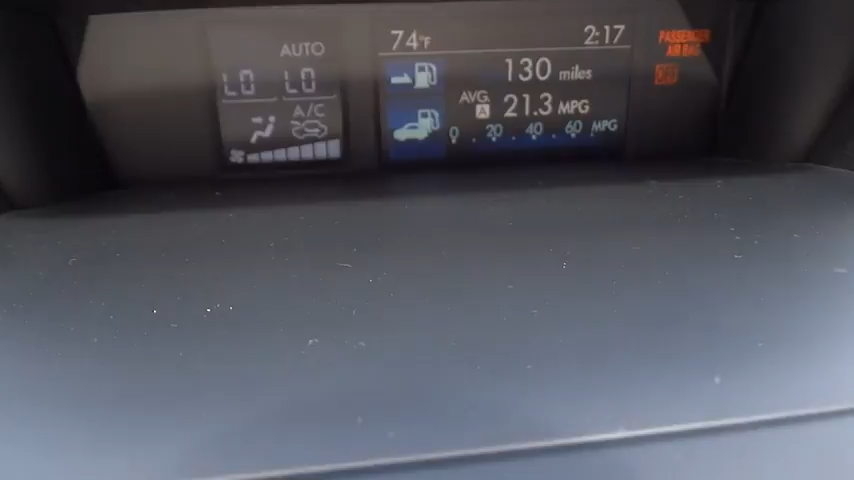 AUTO
LO LO
A/C
74°F 2:17
130 miles
AVG. A 21.3 MPG
0 . 20 . 40 . 60 MPG
PASSENGER
AIR BAG
OFF